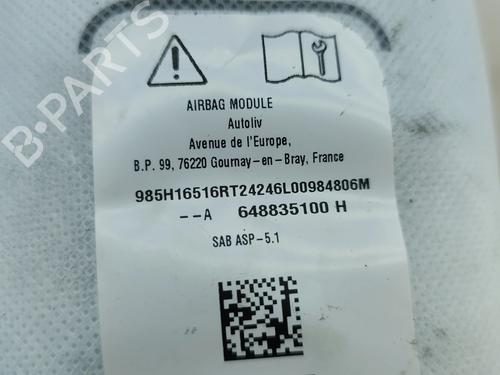 B-PARTS
AIRBAG MODULE
Autoliv
Avenue de l'Europe,
B.P. 99, 76220 Gournay-en-Bray, France
985H16516RT24246L00984806M
--A 648835100 H
SAB ASP-5.1